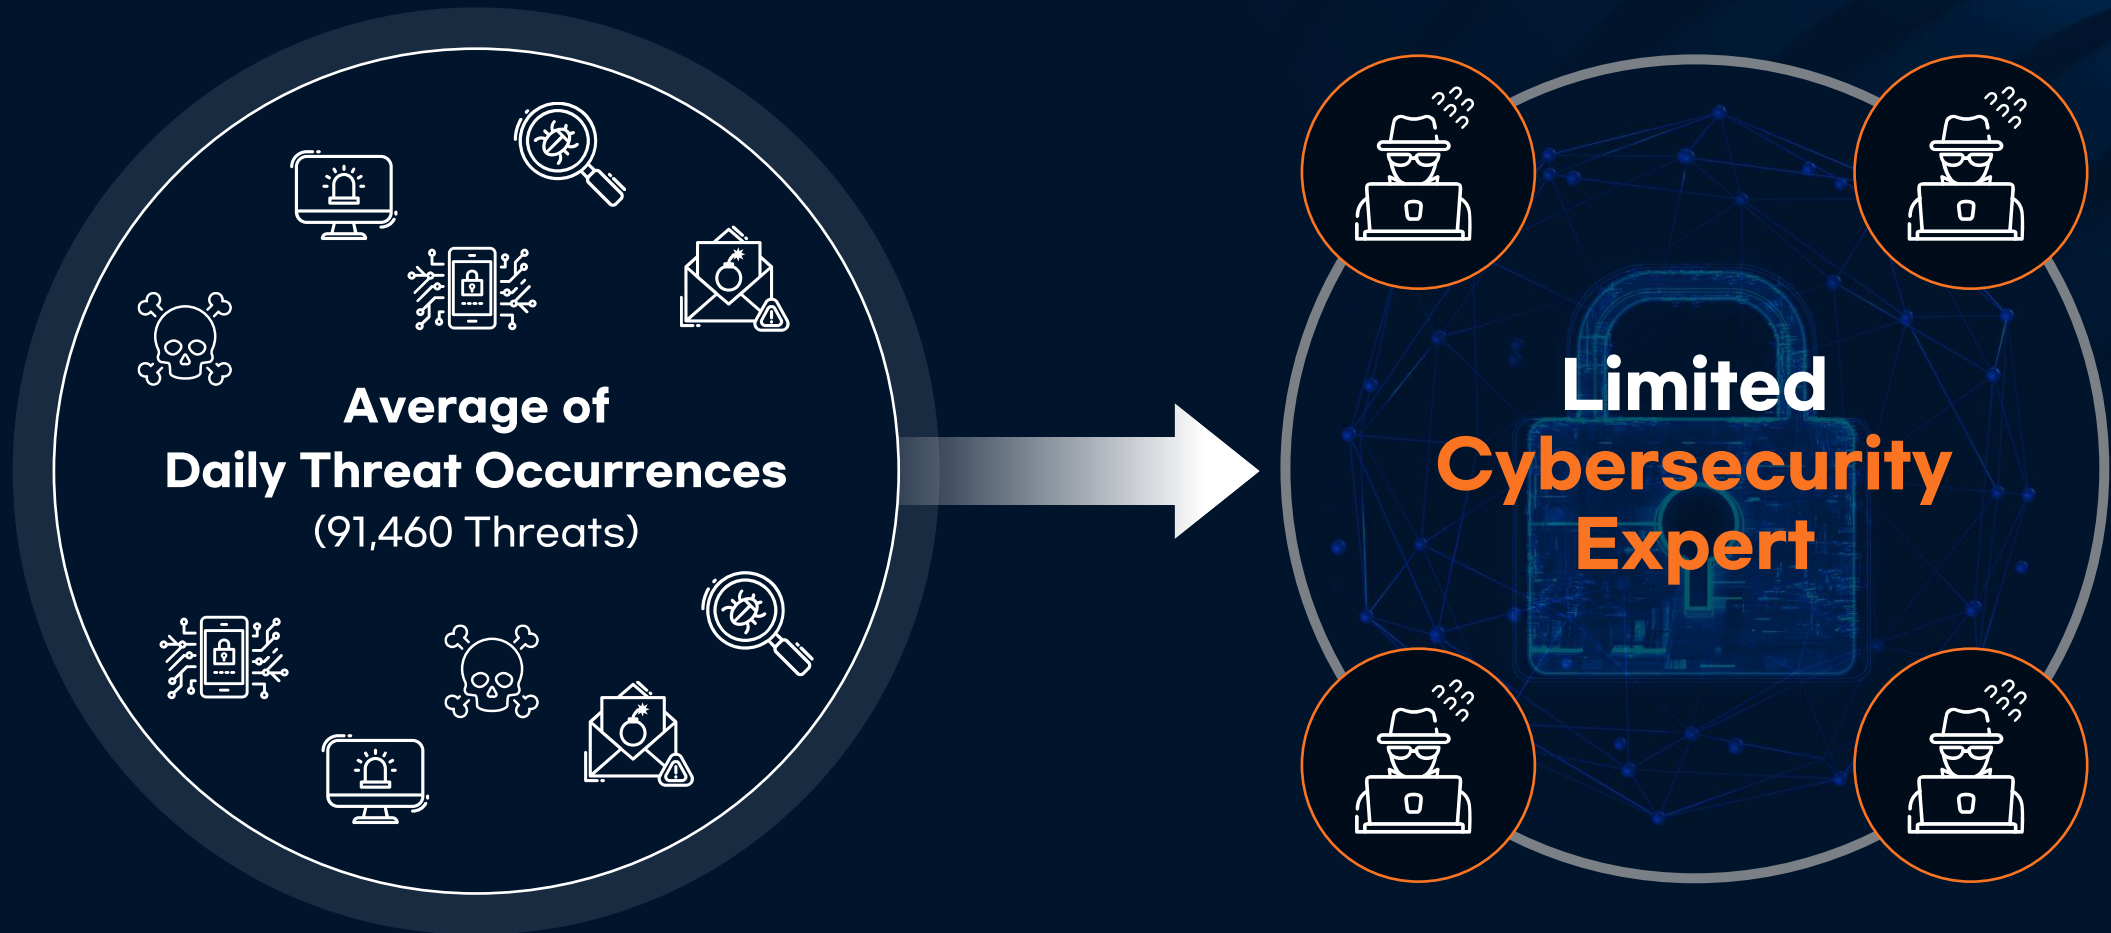 Average of
Daily Threat Occurrences
(91,460 Threats)
Limited
Cybersecurity
Expert